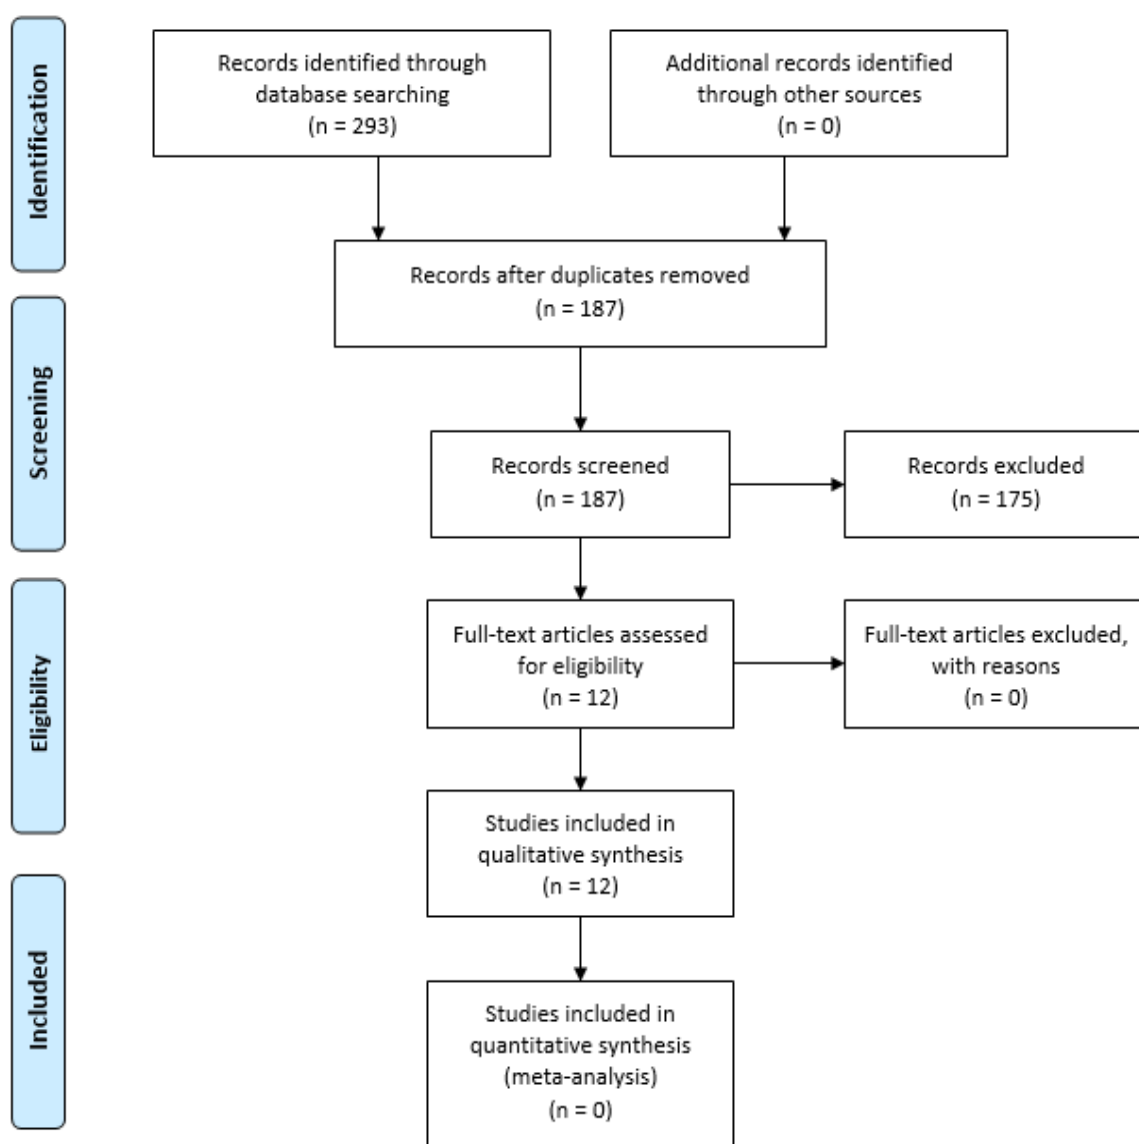 Identification
Records identified through
database searching
(n = 293)
Additional records identified
through other sources
(n = 0)
Records after duplicates removed
(n = 187)
Screening
Records screened
(n = 187)
Records excluded
(n = 175)
Eligibility
Full-text articles assessed
for eligibility
(n = 12)
Full-text articles excluded,
with reasons
(n = 0)
Studies included in
qualitative synthesis
(n = 12)
Included
Studies included in
quantitative synthesis
(meta-analysis)
(n = 0)